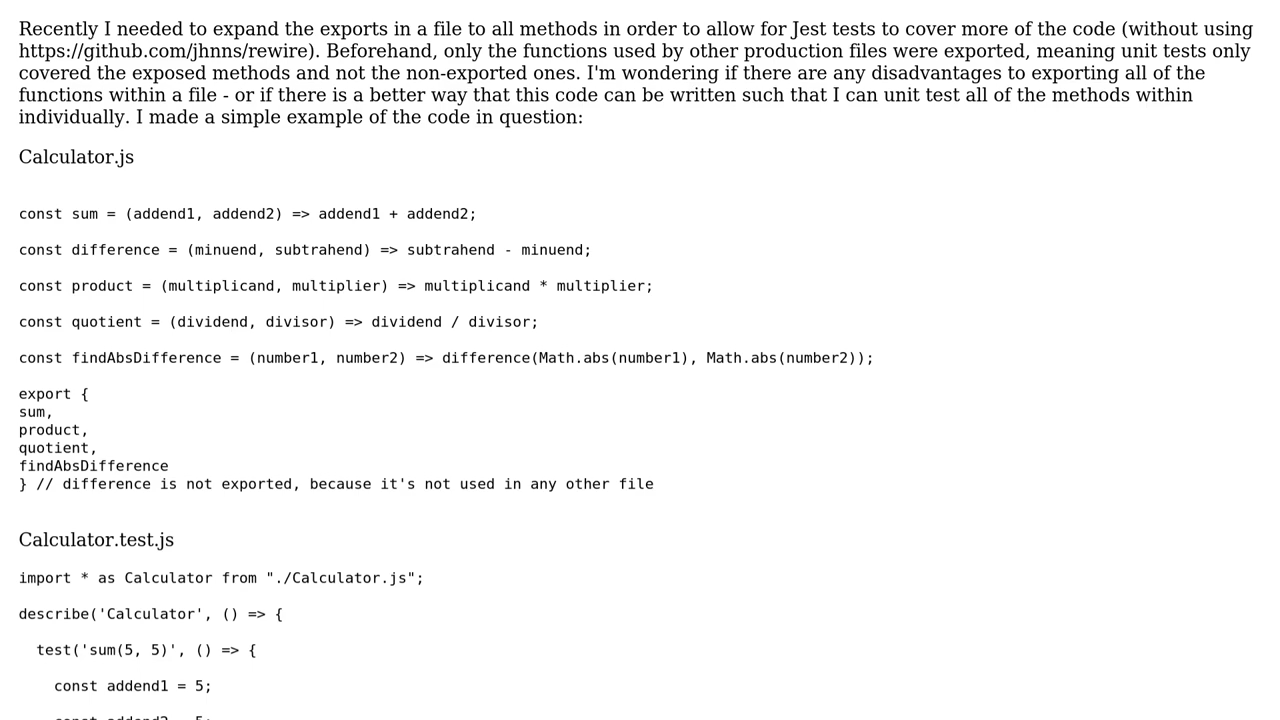 Recently I needed to expand the exports in a file to all methods in order to allow for Jest tests to cover more of the code (without using
https://github.com/jhnns/rewire). Beforehand, only the functions used by other production files were exported, meaning unit tests only
covered the exposed methods and not the non-exported ones. I'm wondering if there are any disadvantages to exporting all of the
functions within a file - or if there is a better way that this code can be written such that I can unit test all of the methods within
individually. I made a simple example of the code in question:
Calculator.js
const sum = (addend1, addend2) => addend1 + addend2;
const difference = (minuend, subtrahend) => subtrahend - minuend;
const product = (multiplicand, multiplier) => multiplicand * multiplier;
const quotient = (dividend, divisor) => dividend / divisor;
const findAbsDifference = (number1, number2) => difference(Math.abs(number1), Math.abs(number2));
export {
sum,
product,
quotient,
findAbsDifference
} // difference is not exported, because it's not used in any other file
Calculator.test.js
import * as Calculator from "./Calculator.js";
describe('Calculator', () => {
test('sum(5, 5)', () => {
const addend1 = 5;